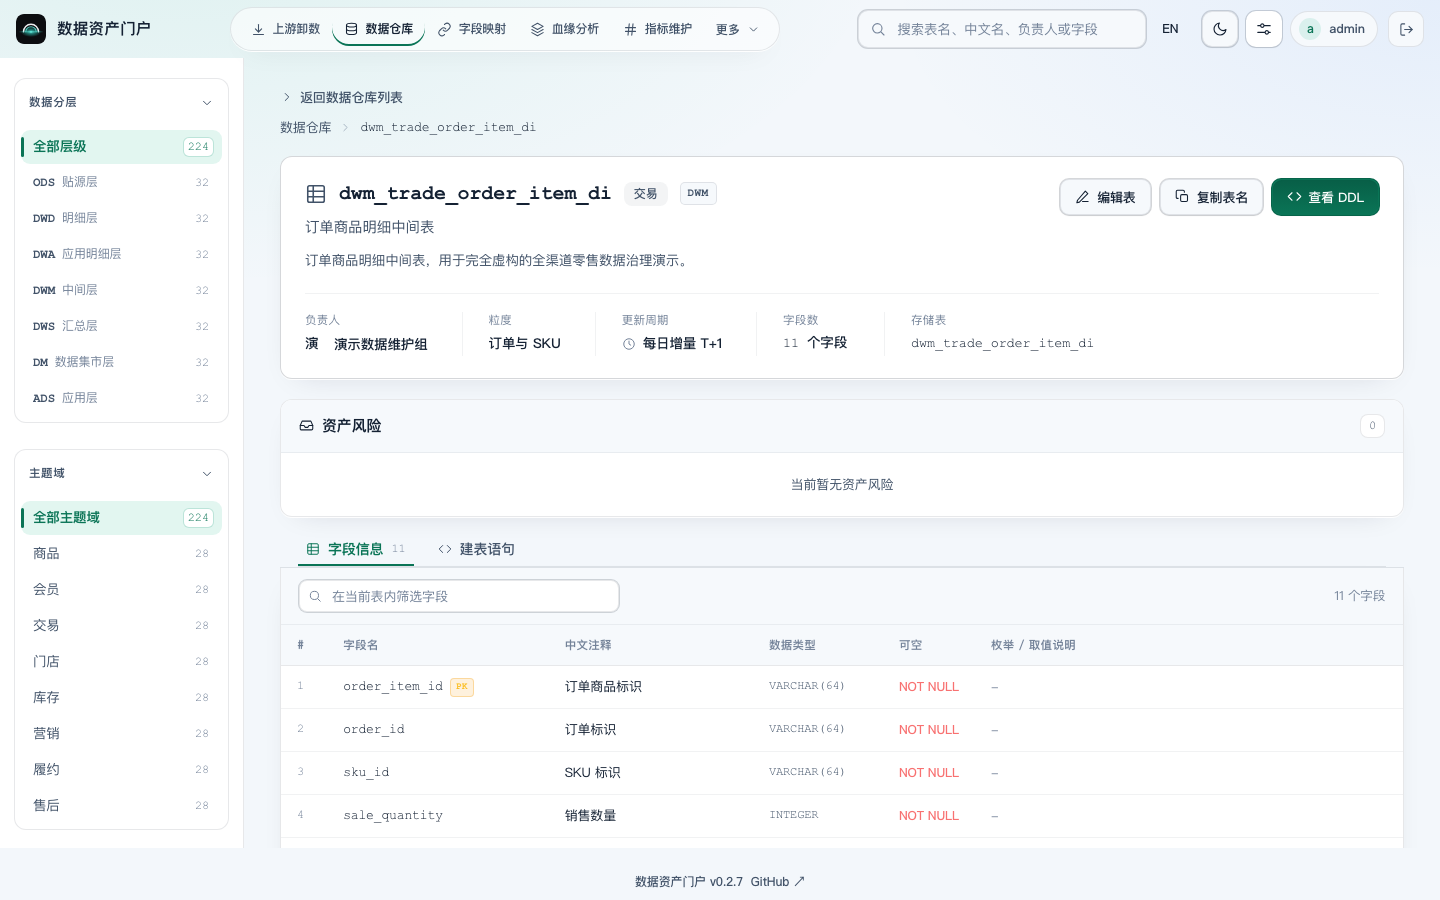 数据资产门户
上游卸数
数据仓库
字段映射
血缘分析
指标维护
更多
搜索表名、中文名、负责人或字段
EN
a admin
数据分层
全部层级 224
ODS 贴源层 32
DWD 明细层 32
DWA 应用明细层 32
DWM 中间层 32
DWS 汇总层 32
DM 数据集市层 32
ADS 应用层 32
主题域
全部主题域 224
商品 28
会员 28
交易 28
门店 28
库存 28
营销 28
履约 28
售后 28
返回数据仓库列表
数据仓库 dwm_trade_order_item_di
dwm_trade_order_item_di 交易 DWM
编辑表
复制表名
查看 DDL
订单商品明细中间表
订单商品明细中间表，用于完全虚构的全渠道零售数据治理演示。
负责人
演 演示数据维护组
粒度
订单与 SKU
更新周期
每日增量 T+1
字段数
11 个字段
存储表
dwm_trade_order_item_di
资产风险 0
当前暂无资产风险
字段信息 11
建表语句
在当前表内筛选字段
11 个字段
# 字段名 中文注释 数据类型 可空 枚举 / 取值说明
1 order_item_id PK 订单商品标识 VARCHAR(64) NOT NULL –
2 order_id 订单标识 VARCHAR(64) NOT NULL –
3 sku_id SKU 标识 VARCHAR(64) NOT NULL –
4 sale_quantity 销售数量 INTEGER NOT NULL –
数据资产门户 v0.2.7 GitHub ↗